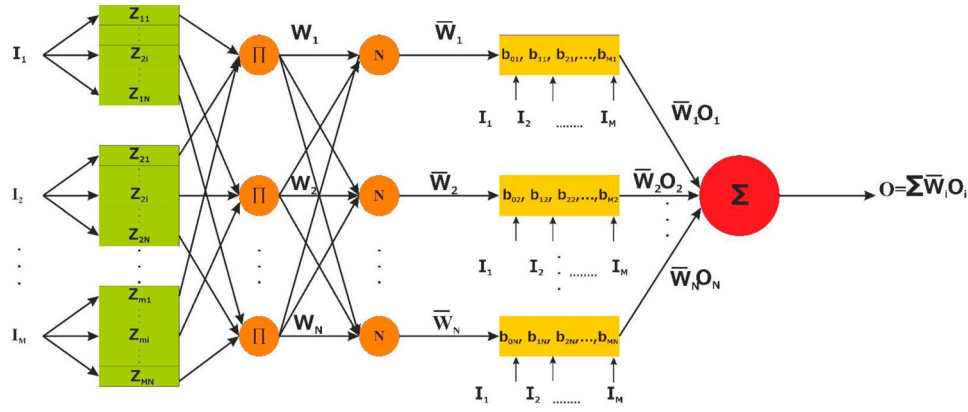 I₁ Z₁₁ Z₂ᵢ Z₁N ∏ W₁ N W̅₁ b₀₁, b₁₁, b₂₁,...,bM₁
I₁ I₂ ........ IM
W̅₁O₁
I₂ Z₂₁ Z₂ᵢ Z₂N ∏ W₂ N W̅₂ b₀₂, b₁₂, b₂₂,...,bM₂
I₁ I₂ ........ IM
W̅₂O₂
Σ O=ΣW̅ᵢOᵢ
IM Zm₁ Zmi ZMN ∏ WN N W̅N b₀N, b₁N, b₂N,...,bMN
I₁ I₂ ........ IM
W̅NON